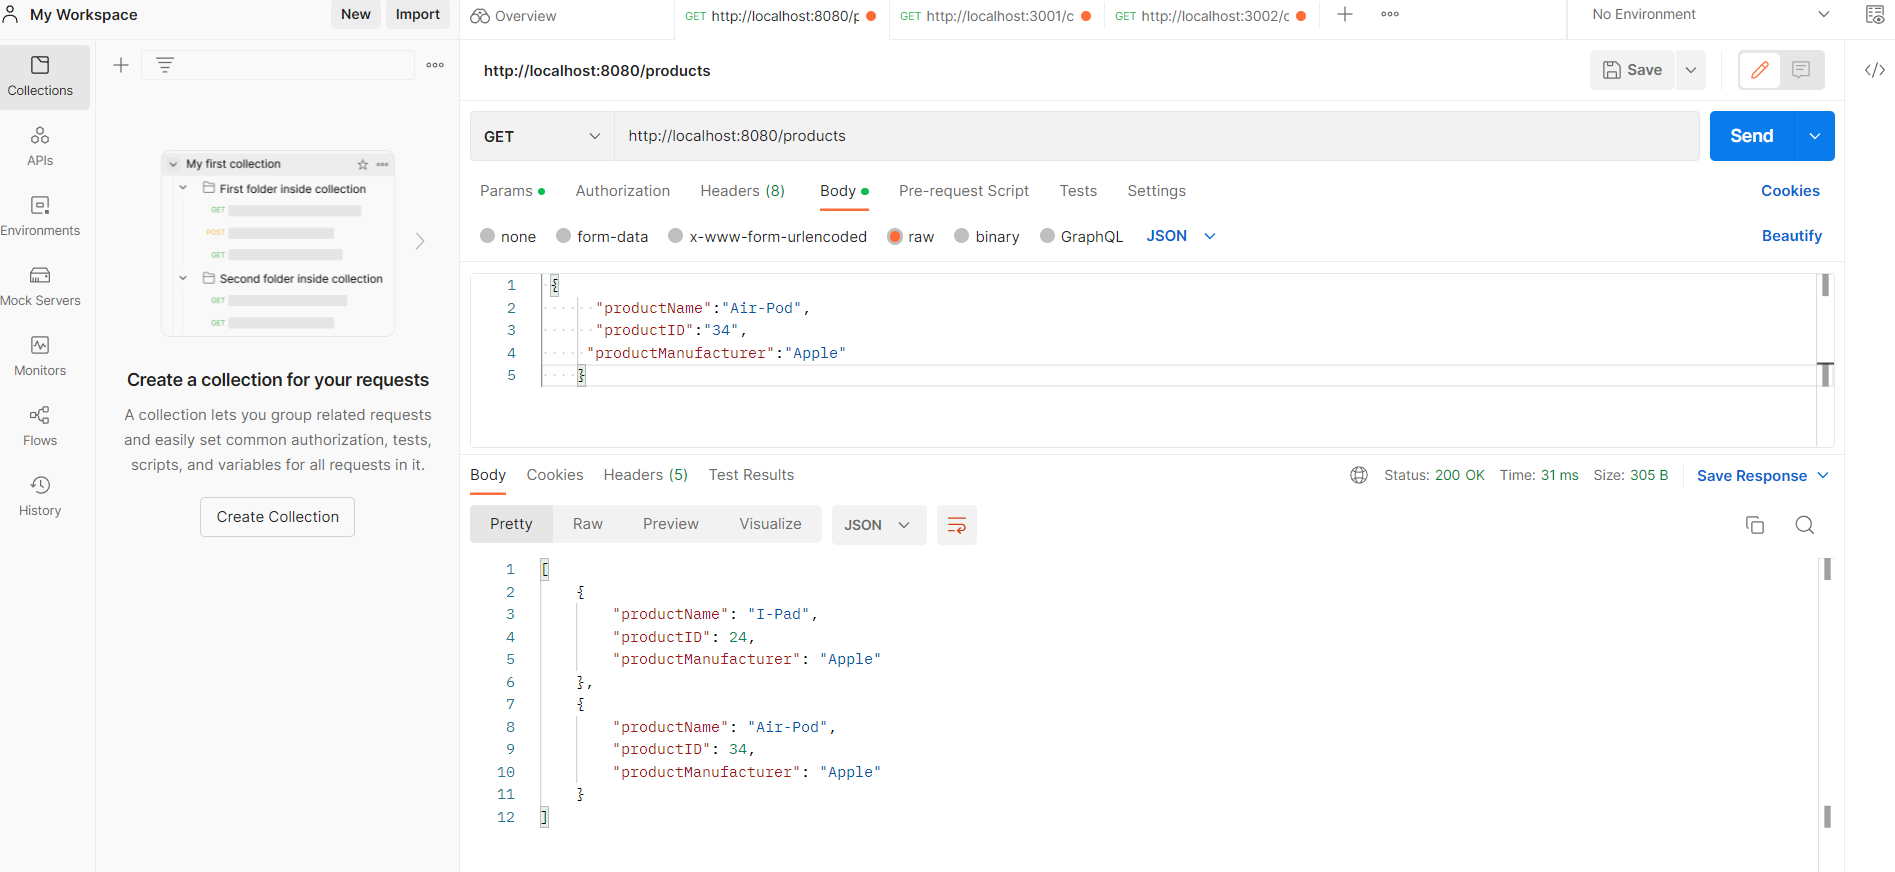 My Workspace
New
Import
Overview
GET http://localhost:8080/p
GET http://localhost:3001/c
GET http://localhost:3002/c
No Environment
Collections
APIs
Environments
Mock Servers
Monitors
Flows
History
My first collection
First folder inside collection
GET
POST
GET
Second folder inside collection
GET
GET
Create a collection for your requests
A collection lets you group related requests
and easily set common authorization, tests,
scripts, and variables for all requests in it.
Create Collection
http://localhost:8080/products
Save
GET
http://localhost:8080/products
Send
Params
Authorization
Headers (8)
Body
Pre-request Script
Tests
Settings
Cookies
none
form-data
x-www-form-urlencoded
raw
binary
GraphQL
JSON
Beautify
1 {
2 "productName":"Air-Pod",
3 "productID":"34",
4 "productManufacturer":"Apple"
5 }
Body
Cookies
Headers (5)
Test Results
Status: 200 OK
Time: 31 ms
Size: 305 B
Save Response
Pretty
Raw
Preview
Visualize
JSON
1 [
2 {
3 "productName": "I-Pad",
4 "productID": 24,
5 "productManufacturer": "Apple"
6 },
7 {
8 "productName": "Air-Pod",
9 "productID": 34,
10 "productManufacturer": "Apple"
11 }
12 ]